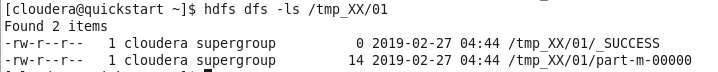 [cloudera@quickstart ~]$ hdfs dfs -ls /tmp_XX/01
Found 2 items
-rw-r--r--   1 cloudera supergroup          0 2019-02-27 04:44 /tmp_XX/01/_SUCCESS
-rw-r--r--   1 cloudera supergroup         14 2019-02-27 04:44 /tmp_XX/01/part-m-00000